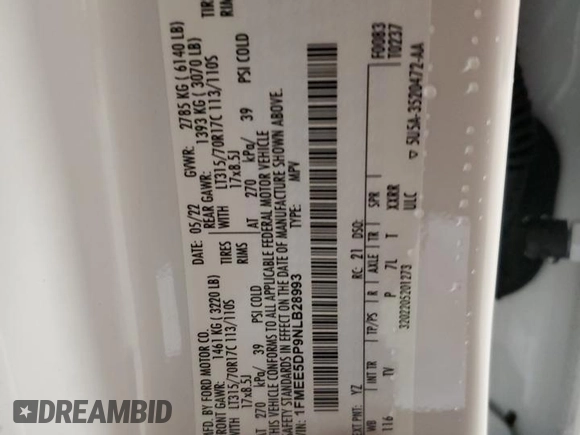 MFD. BY FORD MOTOR CO.
DATE: 05/22 GVWR: 2785 KG ( 6140 LB)
FRONT GAWR: 1461 KG ( 3220 LB) REAR GAWR: 1393 KG ( 3070 LB)
LT315/70R17C 113/110S TIRES WITH LT315/70R17C 113/110S TIRES
17x8.5J RIMS 17x8.5J RIMS
AT 270 kPa/ 39 PSI COLD AT 270 kPa/ 39 PSI COLD
THIS VEHICLE CONFORMS TO ALL APPLICABLE FEDERAL MOTOR VEHICLE
SAFETY STANDARDS IN EFFECT ON THE DATE OF MANUFACTURE SHOWN ABOVE.
VIN: 1FMEE5DP9NLB28993 TYPE: MPV
F0083
T0237
EXT PNT: YZ RC: 21 DSO:
WB INT TR TP/PS R AXLE TR SPR
116 TV P 7L T XXRR
ULC
3202205201273
5U5A-3520472-AA
DREAMBID